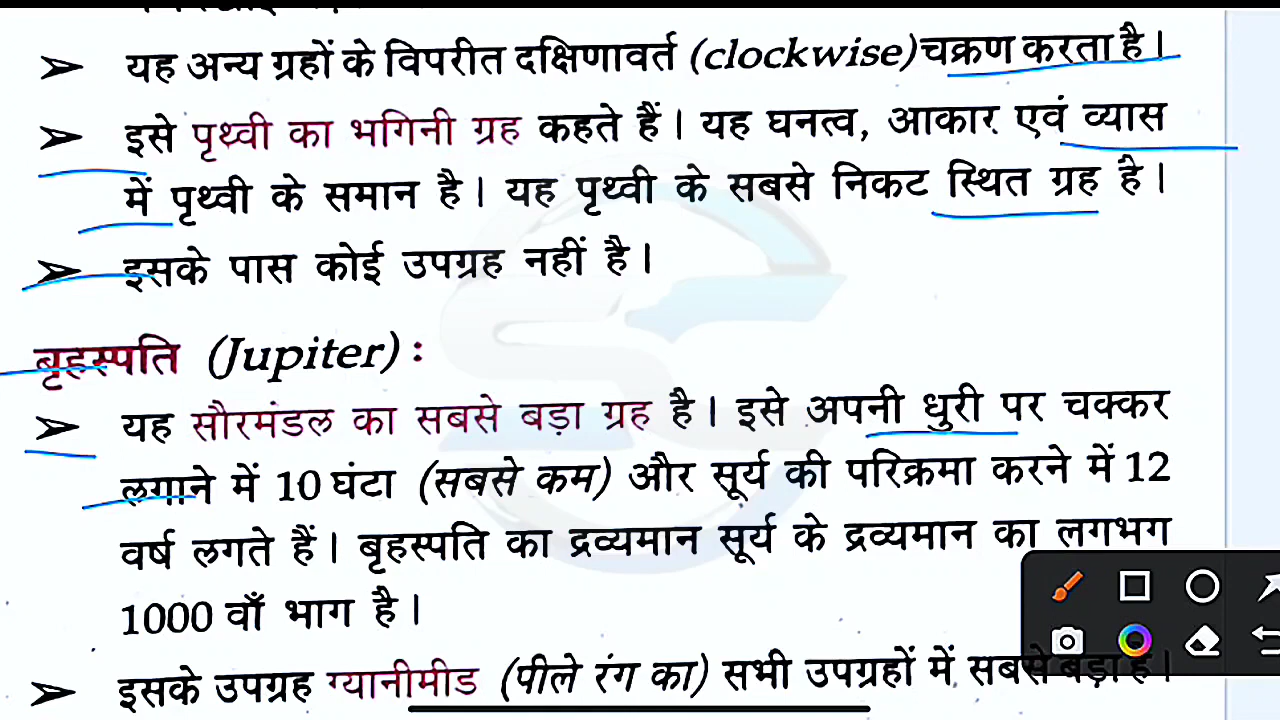 ➢ यह अन्य ग्रहों के विपरीत दक्षिणावर्त (clockwise) चक्रण करता है।
➢ इसे पृथ्वी का भगिनी ग्रह कहते हैं। यह घनत्व, आकार एवं व्यास
में पृथ्वी के समान है। यह पृथ्वी के सबसे निकट स्थित ग्रह है।
➢ इसके पास कोई उपग्रह नहीं है।
बृहस्पति (Jupiter) :
➢ यह सौरमंडल का सबसे बड़ा ग्रह है। इसे अपनी धुरी पर चक्कर
लगाने में 10 घंटा (सबसे कम) और सूर्य की परिक्रमा करने में 12
वर्ष लगते हैं। बृहस्पति का द्रव्यमान सूर्य के द्रव्यमान का लगभग
1000 वाँ भाग है।
➢ इसके उपग्रह ग्यानीमीड (पीले रंग का) सभी उपग्रहों में सबसे बड़ा है।